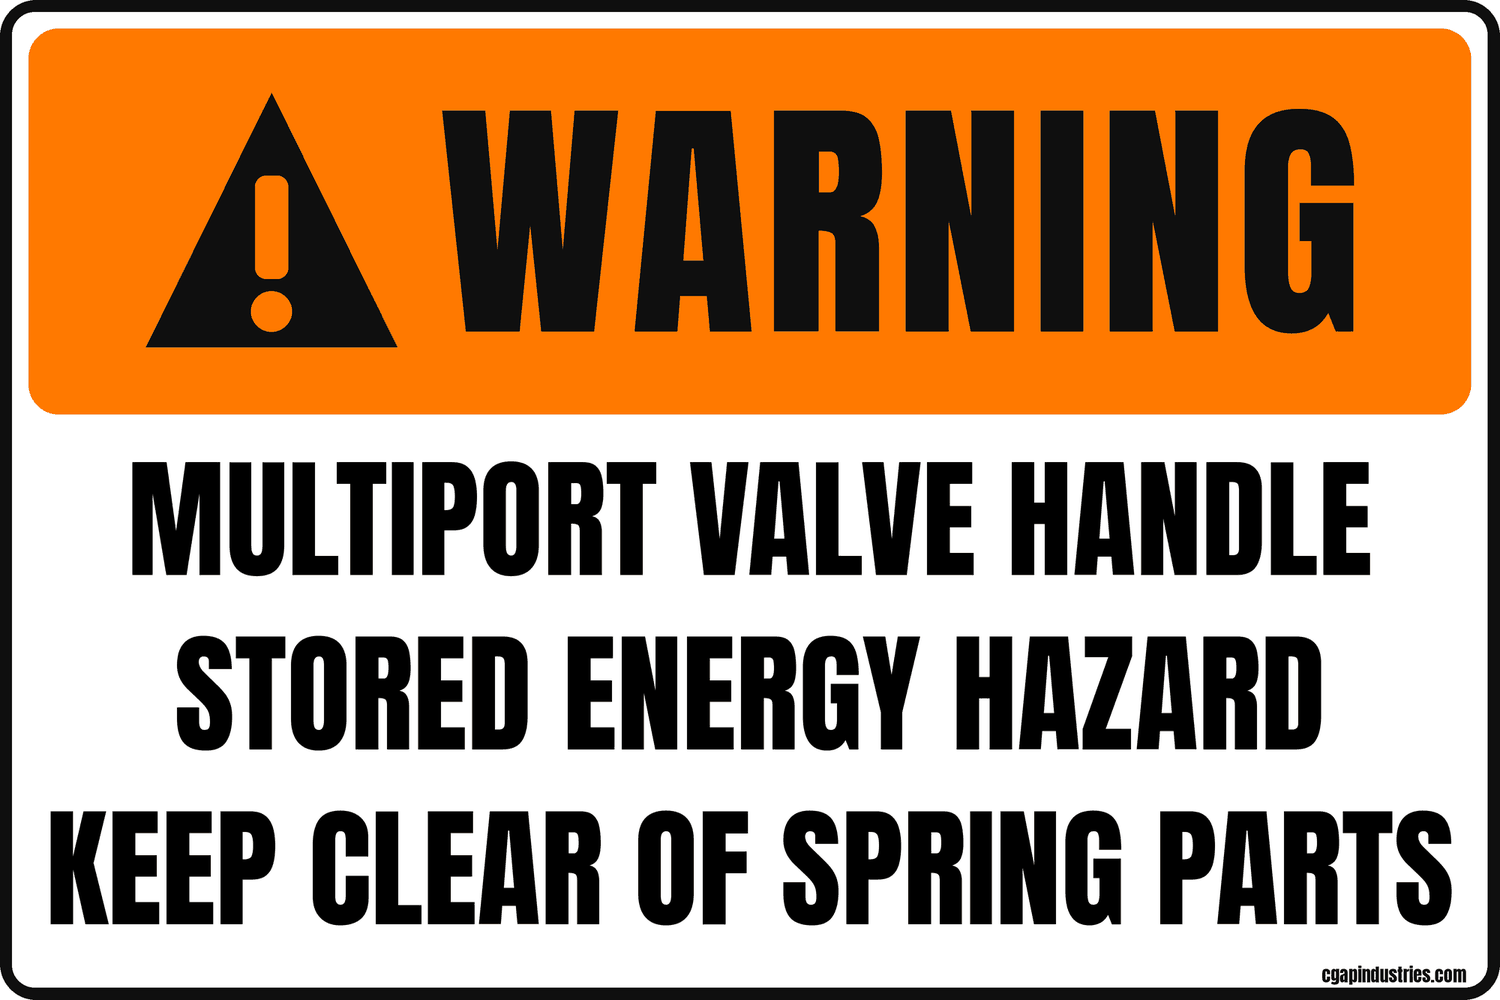 WARNING
MULTIPORT VALVE HANDLE
STORED ENERGY HAZARD
KEEP CLEAR OF SPRING PARTS
cgapindustries.com